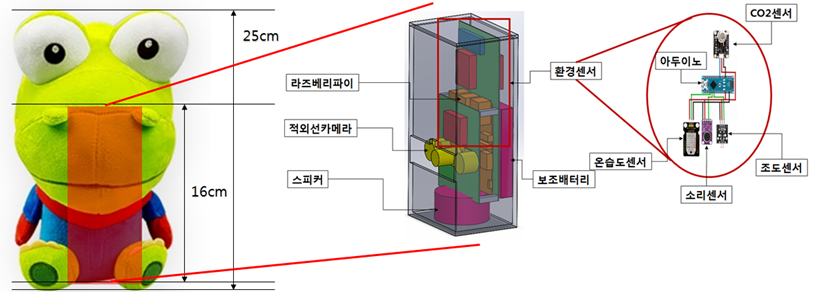 25cm
16cm
라즈베리파이
적외선카메라
스피커
환경센서
보조배터리
CO2센서
아두이노
온습도센서
소리센서
조도센서